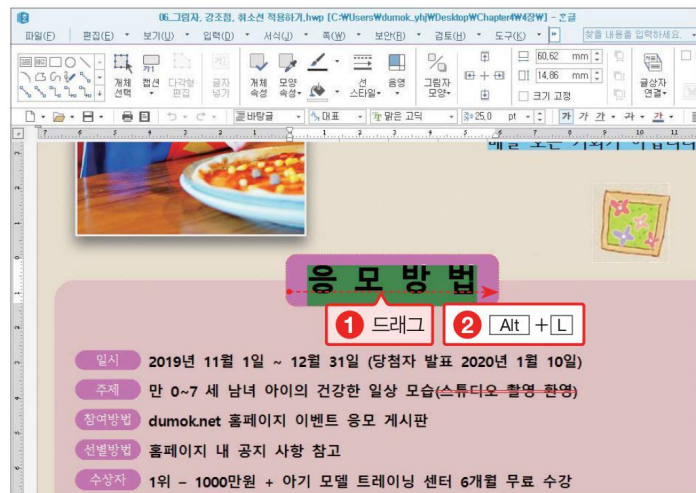 06.그림자, 강조점, 취소선 적용하기.hwp [C:₩Users₩dumok_yhj₩Desktop₩Chapter4₩4장₩] - 한글
파일(F) 편집(E) 보기(U) 입력(D) 서식(J) 쪽(W) 보안(R) 검토(H) 도구(K) 찾을 내용을 입력하세요.
개체 선택 캡션 다각형 편집 글자 넣기 개체 속성 모양 속성 선 스타일 음영 그림자 모양 60,62 mm 14,86 mm 크기 고정 글상자 연결
바탕글 대표 맑은 고딕 25,0 pt 가 가 가 가 가
응모방법
1 드래그 2 Alt + L
일시 2019년 11월 1일 ~ 12월 31일 (당첨자 발표 2020년 1월 10일)
주제 만 0~7 세 남녀 아이의 건강한 일상 모습(스튜디오 촬영 환영)
참여방법 dumok.net 홈페이지 이벤트 응모 게시판
선별방법 홈페이지 내 공지 사항 참고
수상자 1위 – 1000만원 + 아기 모델 트레이닝 센터 6개월 무료 수강